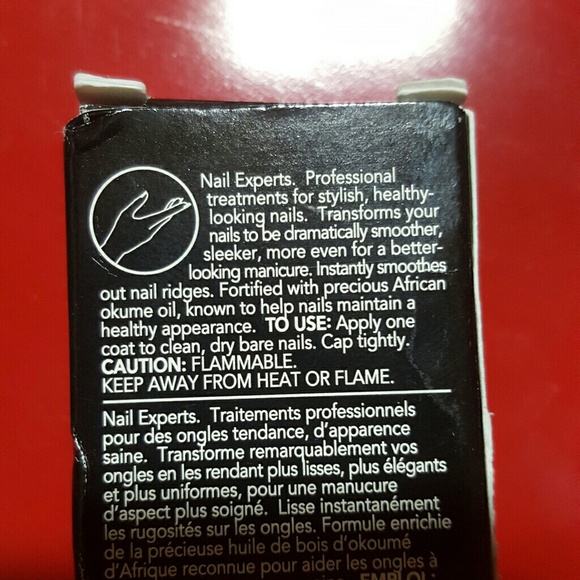 Nail Experts. Professional
treatments for stylish, healthy-
looking nails. Transforms your
nails to be dramatically smoother,
sleeker, more even for a better-
looking manicure. Instantly smoothes
out nail ridges. Fortified with precious African
okume oil, known to help nails maintain a
healthy appearance. TO USE: Apply one
coat to clean, dry bare nails. Cap tightly.
CAUTION: FLAMMABLE.
KEEP AWAY FROM HEAT OR FLAME.
Nail Experts. Traitements professionnels
pour des ongles tendance, d'apparence
saine. Transforme remarquablement vos
ongles en les rendant plus lisses, plus élégants
et plus uniformes, pour une manucure
d'aspect plus soigné. Lisse instantanément
les rugosités sur les ongles. Formule enrichie
de la précieuse huile de bois d'okoumé
d'Afrique reconnue pour aider les ongles à
EMPLOI